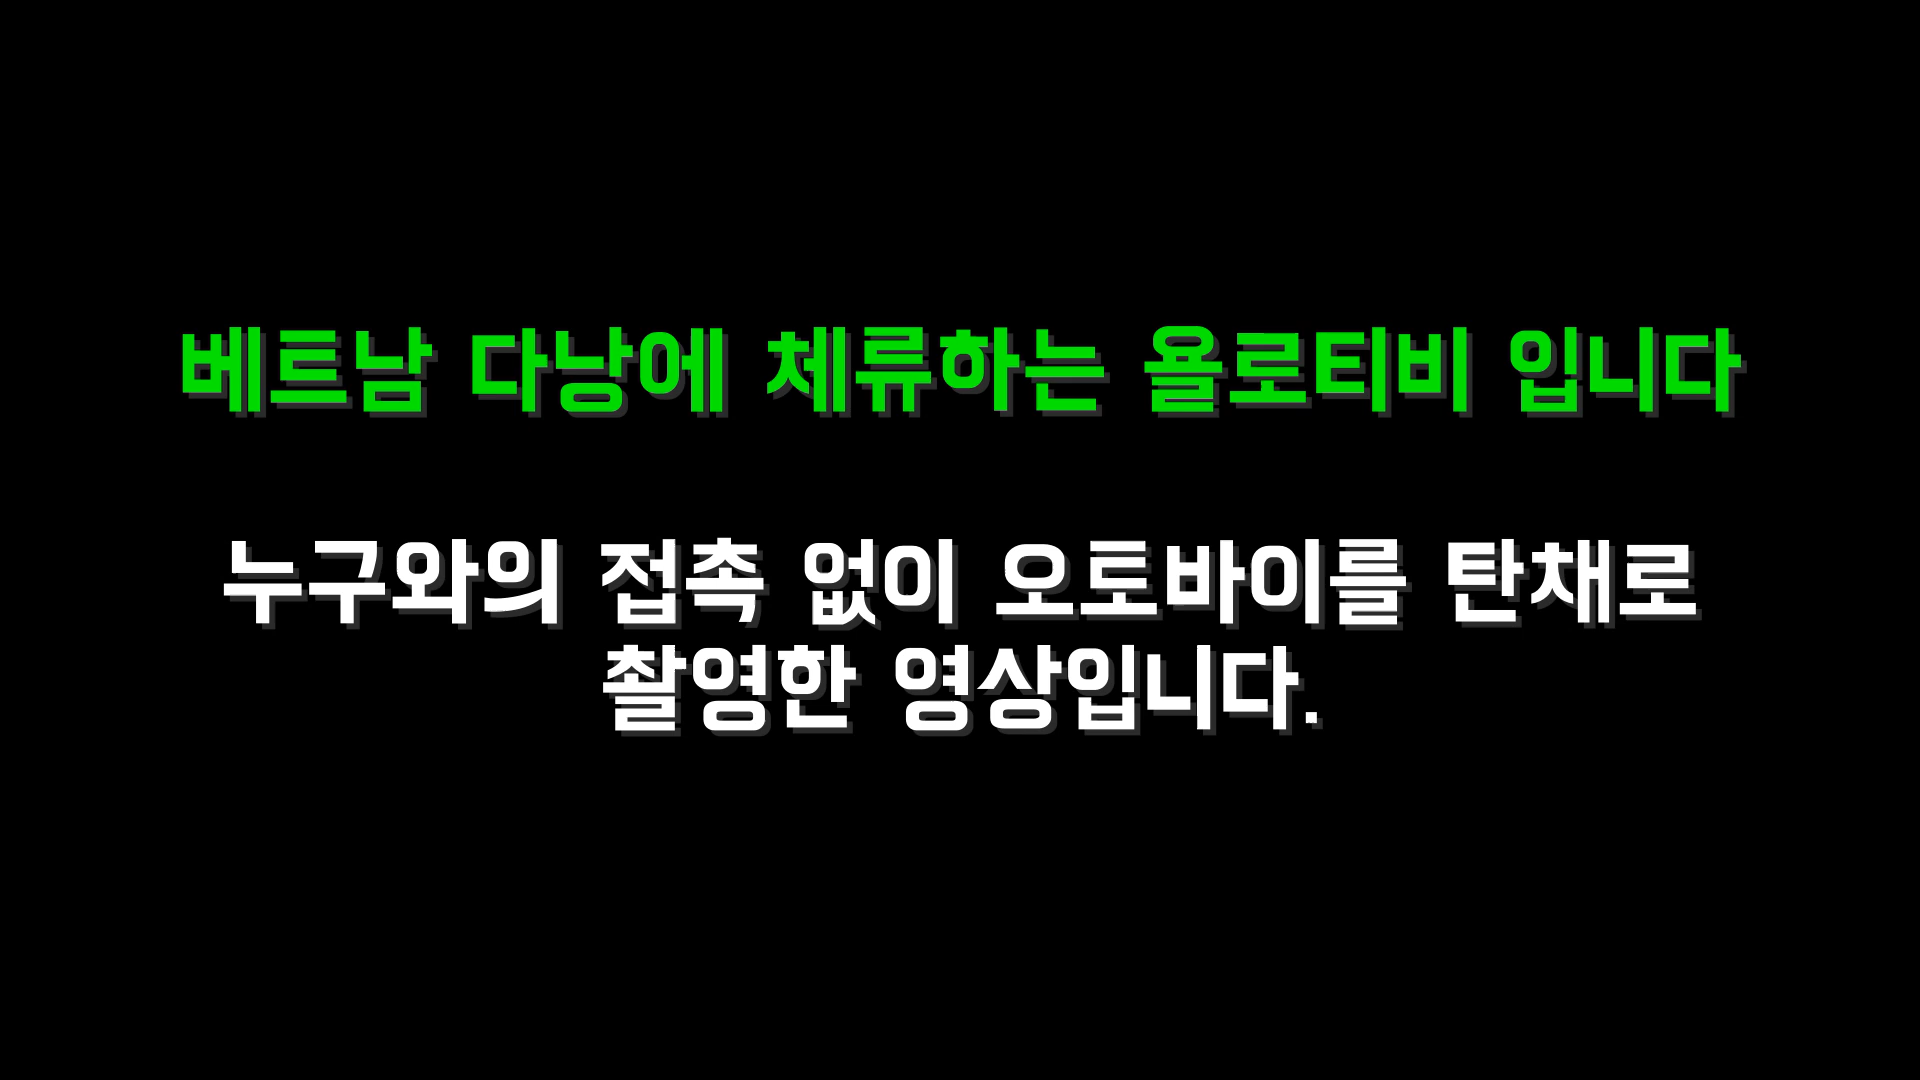 베트남 다낭에 체류하는 욜로티비 입니다
누구와의 접촉 없이 오토바이를 탄채로
촬영한 영상입니다.